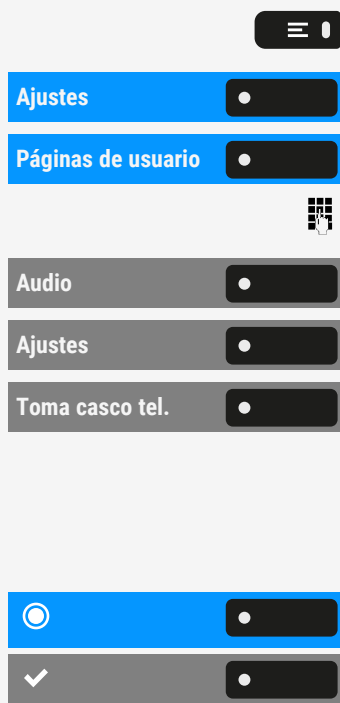 Ajustes
Páginas de usuario
Audio
Ajustes
Toma casco tel.